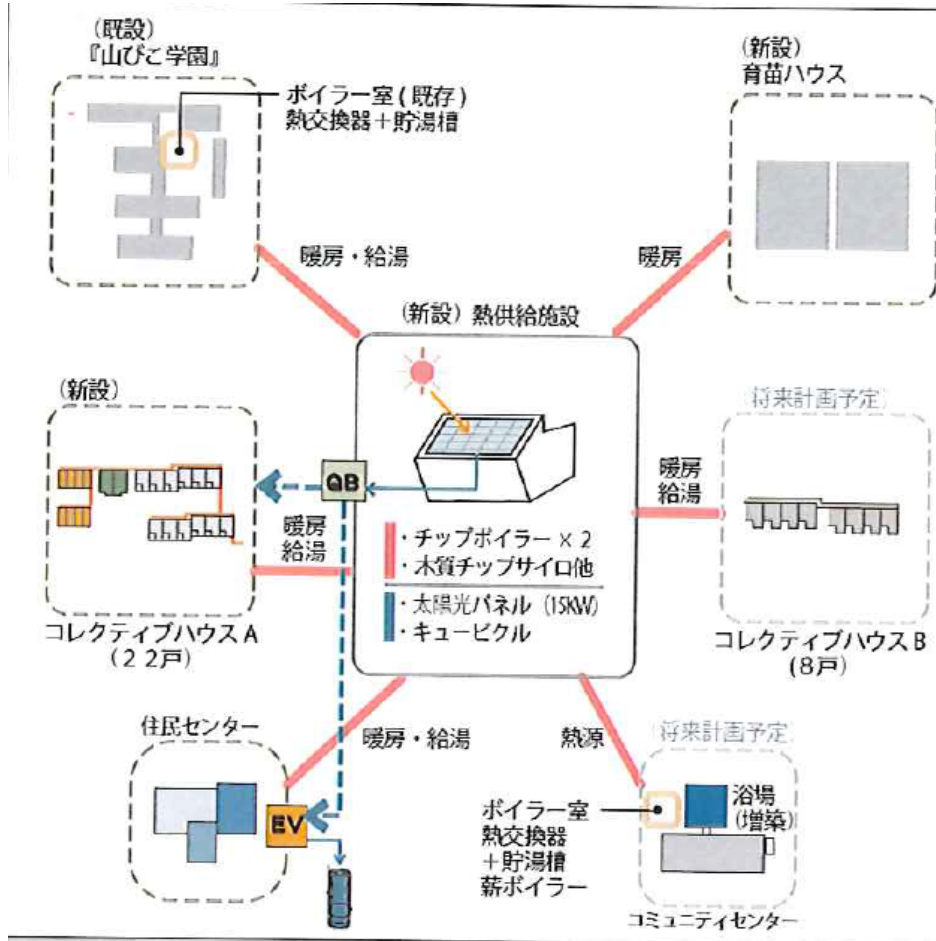 (既設)
『山びこ学園』
ボイラー室(既存)
熱交換器＋貯湯槽
(新設)
育苗ハウス
暖房・給湯
暖房
(新設)熱供給施設
(新設)
コレクティブハウスA
(22戸)
QB
暖房
給湯
・チップボイラー×2
・木質チップサイロ他
・太陽光パネル(15KW)
・キュービクル
(将来計画予定)
暖房
給湯
コレクティブハウスB
(8戸)
住民センター
暖房・給湯
EV
熱源
(将来計画予定)
ボイラー室
熱交換器
＋貯湯槽
薪ボイラー
浴場
(増築)
コミュニティセンター